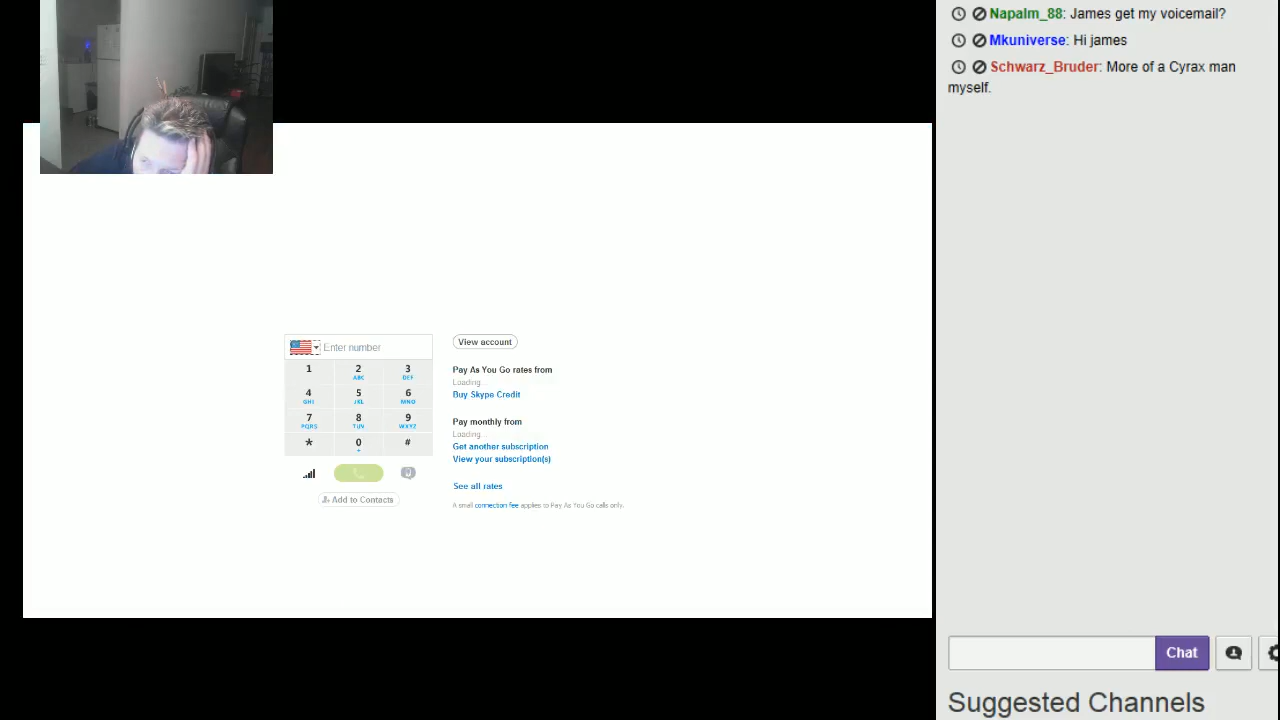 Napalm_88: James get my voicemail?
Mkuniverse: Hi james
Schwarz_Bruder: More of a Cyrax man
myself.
Enter number
1
2
ABC
3
DEF
4
GHI
5
JKL
6
MNO
7
PQRS
8
TUV
9
WXYZ
*
0
+
#
Add to Contacts
View account
Pay As You Go rates from
Loading...
Buy Skype Credit
Pay monthly from
Loading...
Get another subscription
View your subscription(s)
See all rates
A small connection fee applies to Pay As You Go calls only.
Chat
Suggested Channels